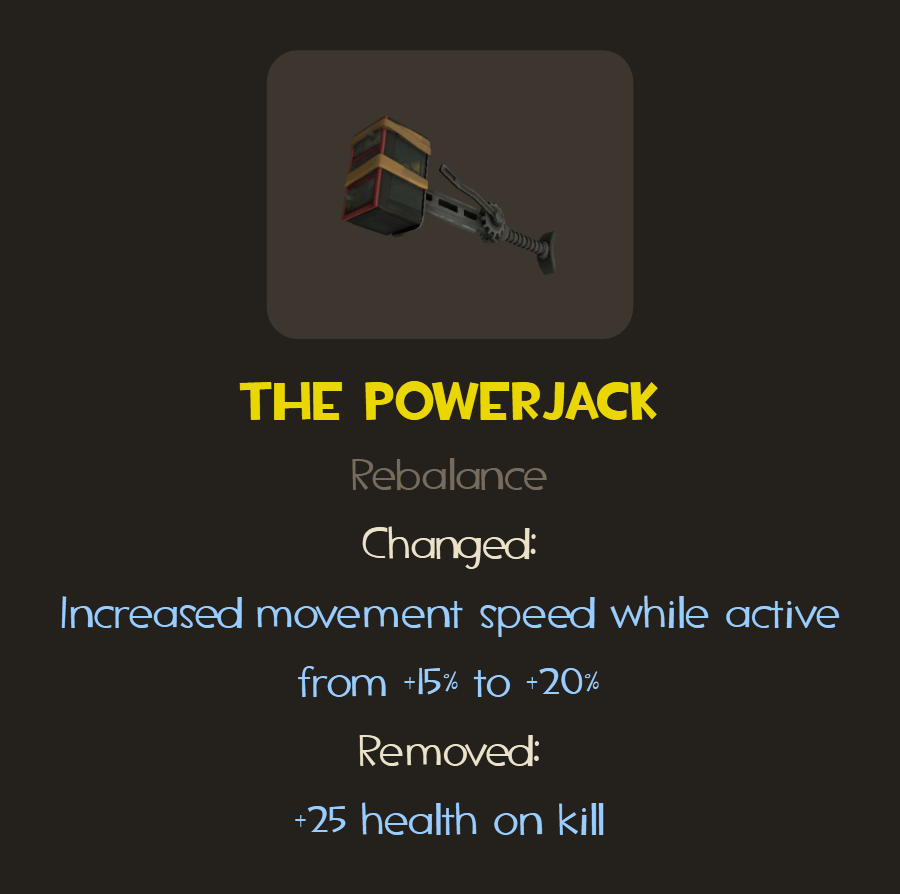 THE POWERJACK
Rebalance
Changed:
Increased movement speed while active
from +15% to +20%
Removed:
+25 health on kill